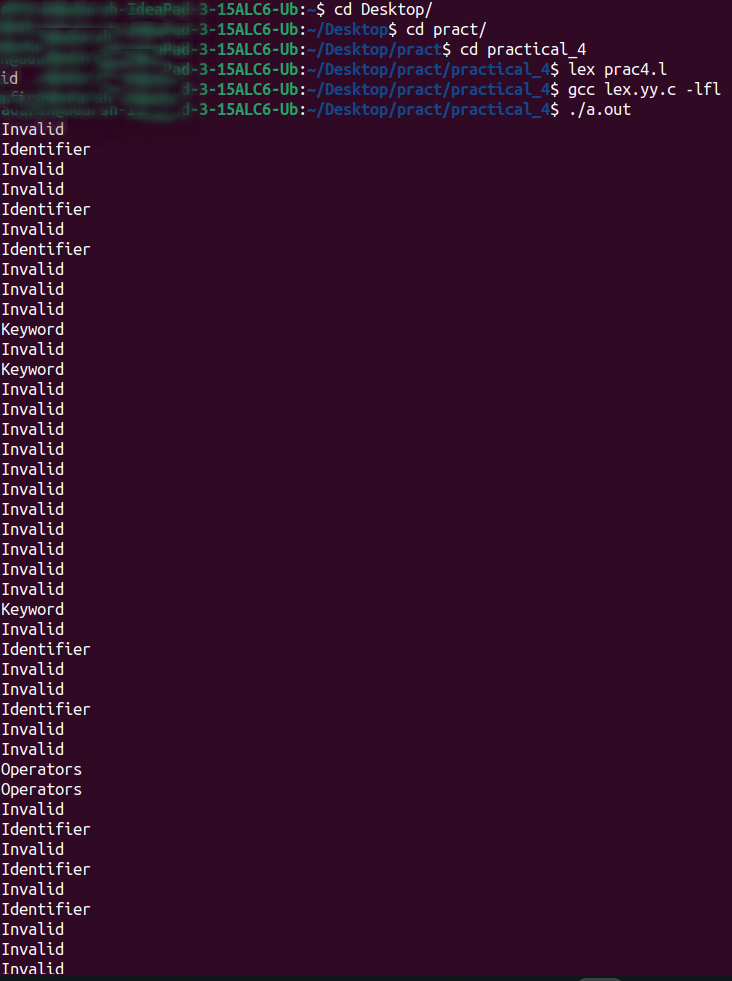 -IdeaPad-3-15ALC6-Ub:~$ cd Desktop/
-3-15ALC6-Ub:~/Desktop$ cd pract/
d-3-15ALC6-Ub:~/Desktop/pract$ cd practical_4
Pad-3-15ALC6-Ub:~/Desktop/pract/practical_4$ lex prac4.l
id d-3-15ALC6-Ub:~/Desktop/pract/practical_4$ gcc lex.yy.c -lfl
d-3-15ALC6-Ub:~/Desktop/pract/practical_4$ ./a.out
Invalid
Identifier
Invalid
Invalid
Identifier
Invalid
Identifier
Invalid
Invalid
Invalid
Keyword
Invalid
Keyword
Invalid
Invalid
Invalid
Invalid
Invalid
Invalid
Invalid
Invalid
Invalid
Invalid
Invalid
Keyword
Invalid
Identifier
Invalid
Invalid
Identifier
Invalid
Invalid
Operators
Operators
Invalid
Identifier
Invalid
Identifier
Invalid
Identifier
Invalid
Invalid
Invalid